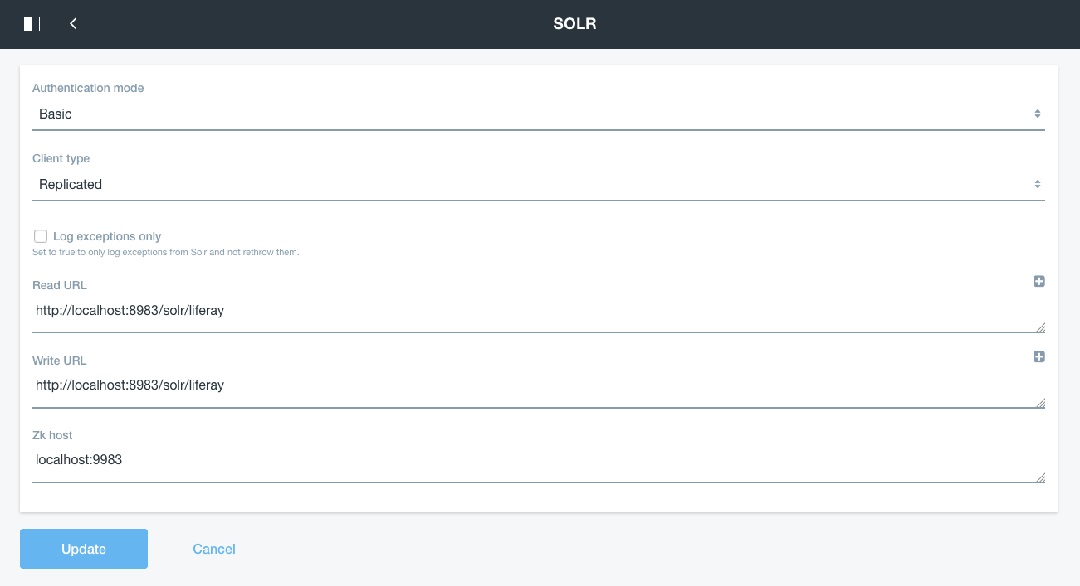 SOLR
Authentication mode
Basic
Client type
Replicated
Log exceptions only
Set to true to only log exceptions from Solr and not rethrow them.
Read URL
http://localhost:8983/solr/liferay
Write URL
http://localhost:8983/solr/liferay
Zk host
localhost:9983
Update
Cancel